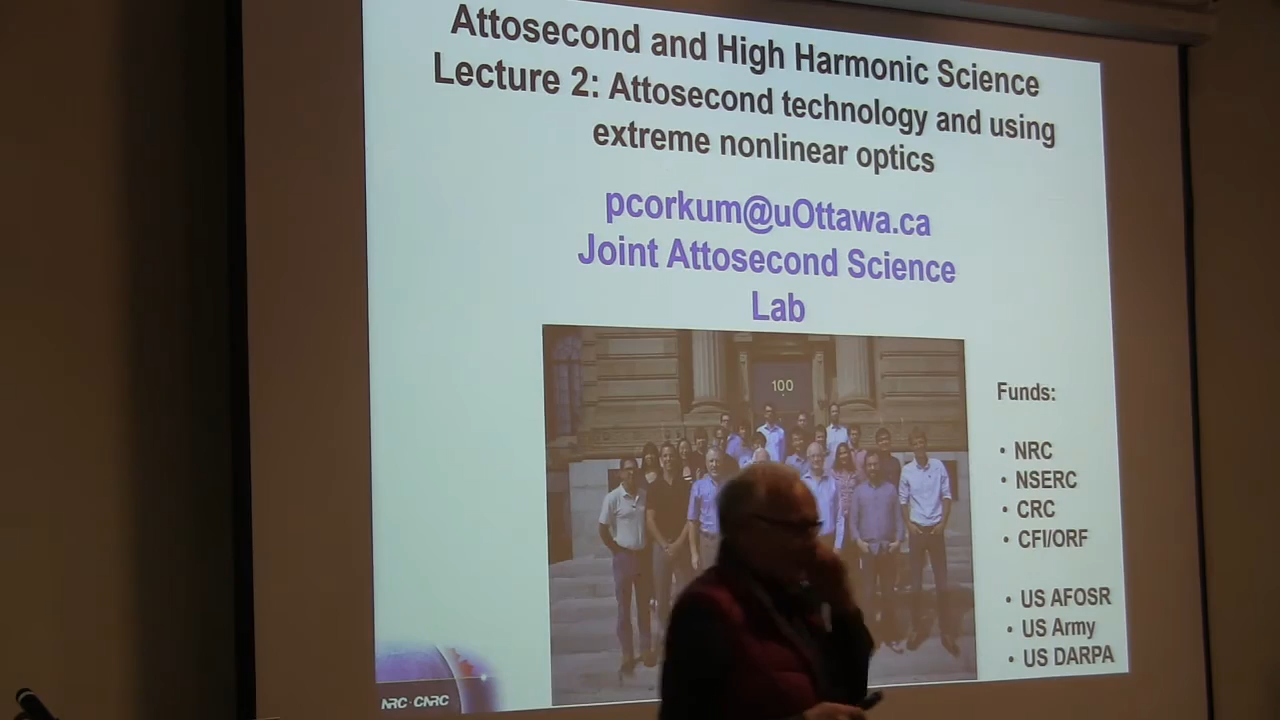 Attosecond and High Harmonic Science
Lecture 2: Attosecond technology and using
extreme nonlinear optics
pcorkum@uOttawa.ca
Joint Attosecond Science
Lab
100
Funds:
• NRC
• NSERC
• CRC
• CFI/ORF
• US AFOSR
• US Army
• US DARPA
NRC·CNRC